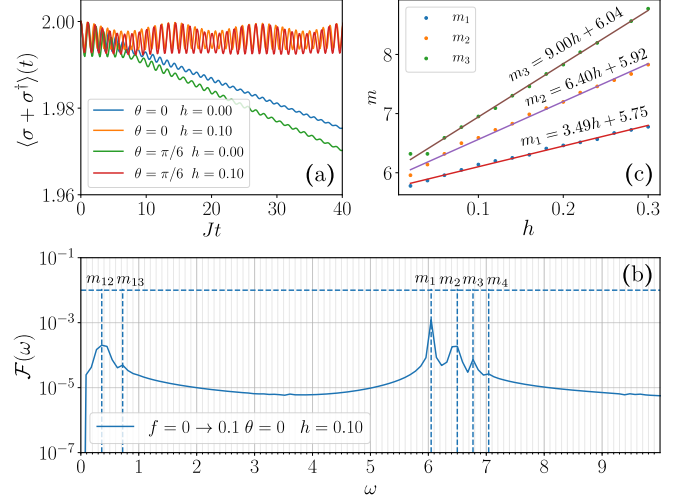 2.00
1.98
1.96
⟨σ + σ†⟩(t)
θ = 0 h = 0.00
θ = 0 h = 0.10
θ = π/6 h = 0.00
θ = π/6 h = 0.10
(a)
0 10 20 30 40
Jt
8
7
6
m
m₁
m₂
m₃
m₃ = 9.00h + 6.04
m₂ = 6.40h + 5.92
m₁ = 3.49h + 5.75
(c)
0.1 0.2 0.3
h
10⁻¹
10⁻³
10⁻⁵
10⁻⁷
F(ω)
m₁₂ m₁₃ m₁ m₂ m₃ m₄
(b)
f = 0 → 0.1 θ = 0 h = 0.10
0 1 2 3 4 5 6 7 8 9
ω